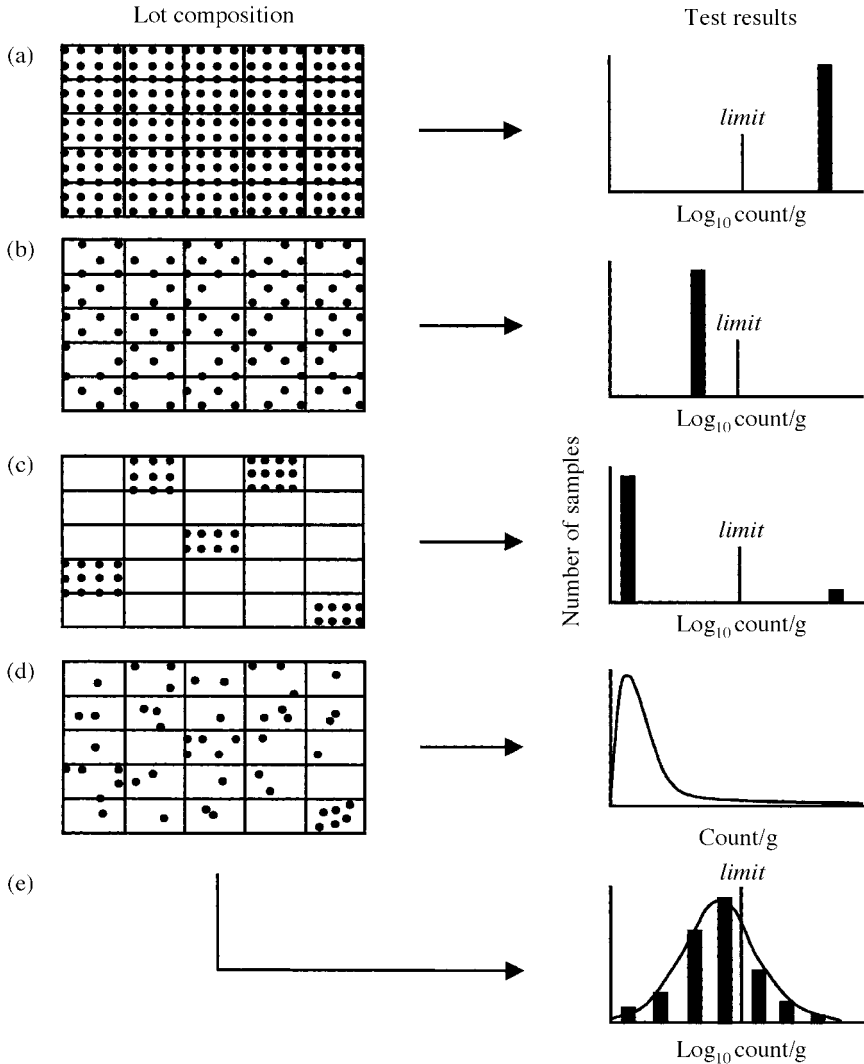 Lot composition
Test results
(a)
limit
Log₁₀ count/g
(b)
limit
Log₁₀ count/g
(c)
Number of samples
limit
Log₁₀ count/g
(d)
Count/g
(e)
limit
Log₁₀ count/g